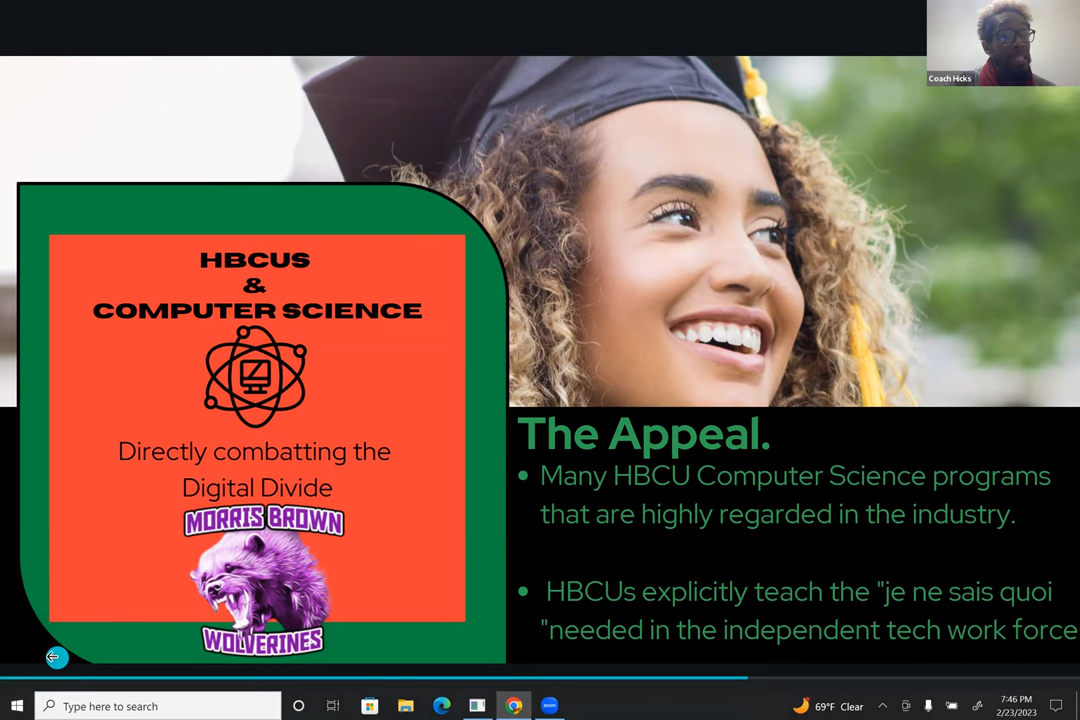 Coach Hicks
HBCUS
&
COMPUTER SCIENCE
Directly combatting the
Digital Divide
MORRIS BROWN
WOLVERINES
The Appeal.
• Many HBCU Computer Science programs
that are highly regarded in the industry.
• HBCUs explicitly teach the "je ne sais quoi
"needed in the independent tech work force
Type here to search
zoom
69°F Clear
7:46 PM
2/23/2023